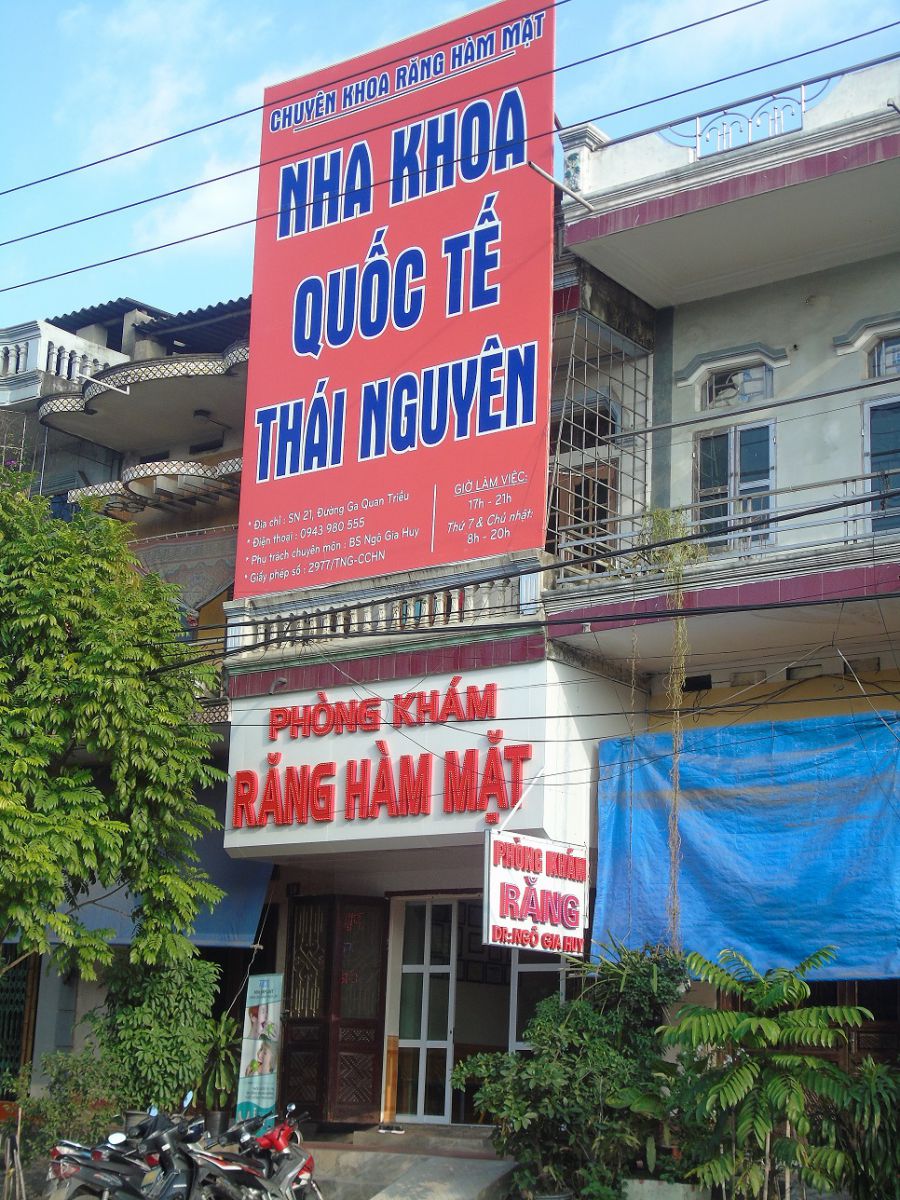 CHUYÊN KHOA RĂNG HÀM MẶT
NHA KHOA
QUỐC TẾ
THÁI NGUYÊN
* Địa chỉ : SN 21, Đường Ga Quan Triều
* Điện thoại : 0943 980 555
* Phụ trách chuyên môn : BS Ngô Gia Huy
* Giấy phép số : 2977/TNG-CCHN
GIỜ LÀM VIỆC:
17h - 21h
Thứ 7 & Chủ nhật:
8h - 20h
PHÒNG KHÁM
RĂNG HÀM MẶT
PHÒNG KHÁM
RĂNG
DR:NGÔ GIA HUY